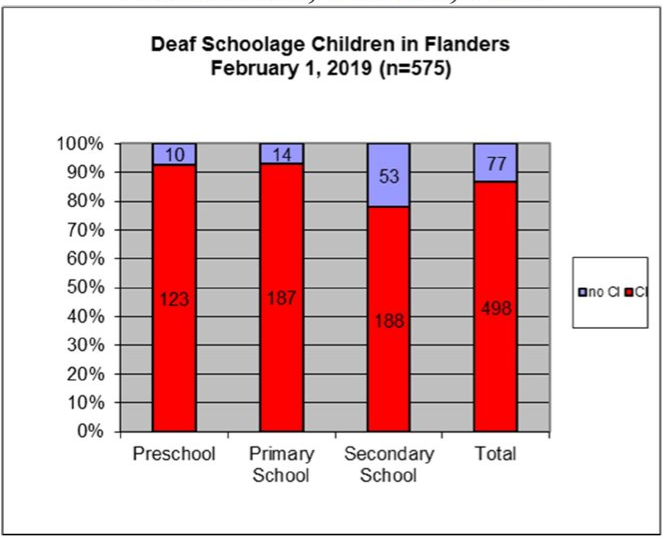 Deaf Schoolage Children in Flanders
February 1, 2019 (n=575)
100%
90%
80%
70%
60%
50%
40%
30%
20%
10%
0%
10
14
53
77
123
187
188
498
no CI CI
Preschool
Primary School
Secondary School
Total